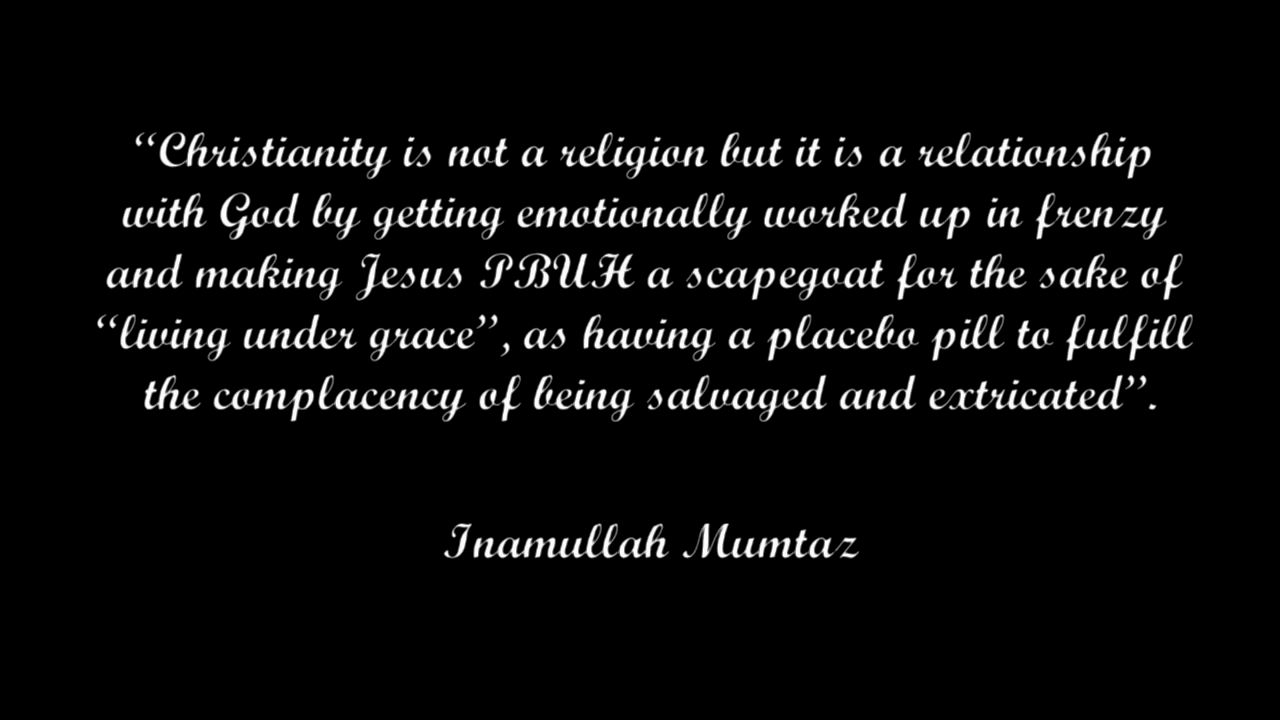 “Christianity is not a religion but it is a relationship
with God by getting emotionally worked up in frenzy
and making Jesus PBUH a scapegoat for the sake of
“living under grace”, as having a placebo pill to fulfill
the complacency of being salvaged and extricated”.
Inamullah Mumtaz